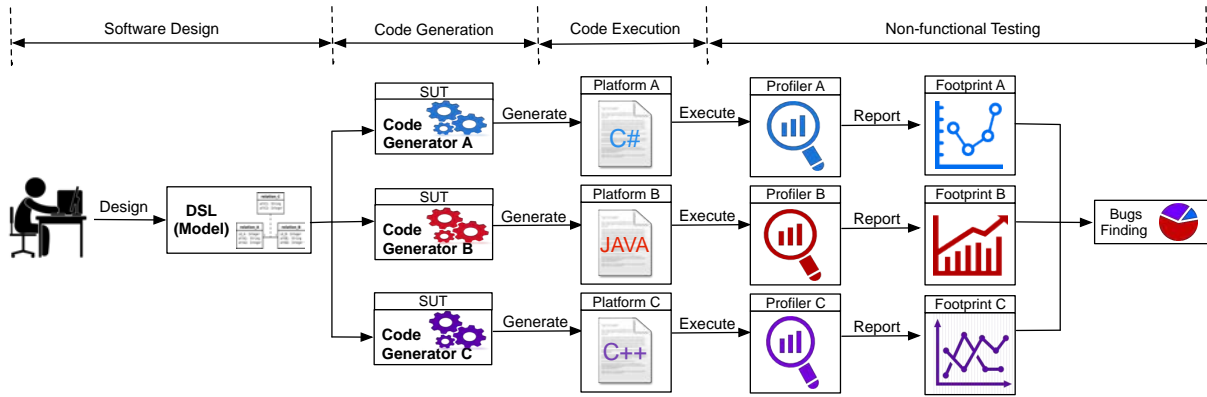 Software Design
Code Generation
Code Execution
Non-functional Testing
SUT
Code
Generator A
Generate
Platform A
C#
Execute
Profiler A
Report
Footprint A
Design
DSL
(Model)
SUT
Code
Generator B
Generate
Platform B
JAVA
Execute
Profiler B
Report
Footprint B
Bugs
Finding
SUT
Code
Generator C
Generate
Platform C
C++
Execute
Profiler C
Report
Footprint C